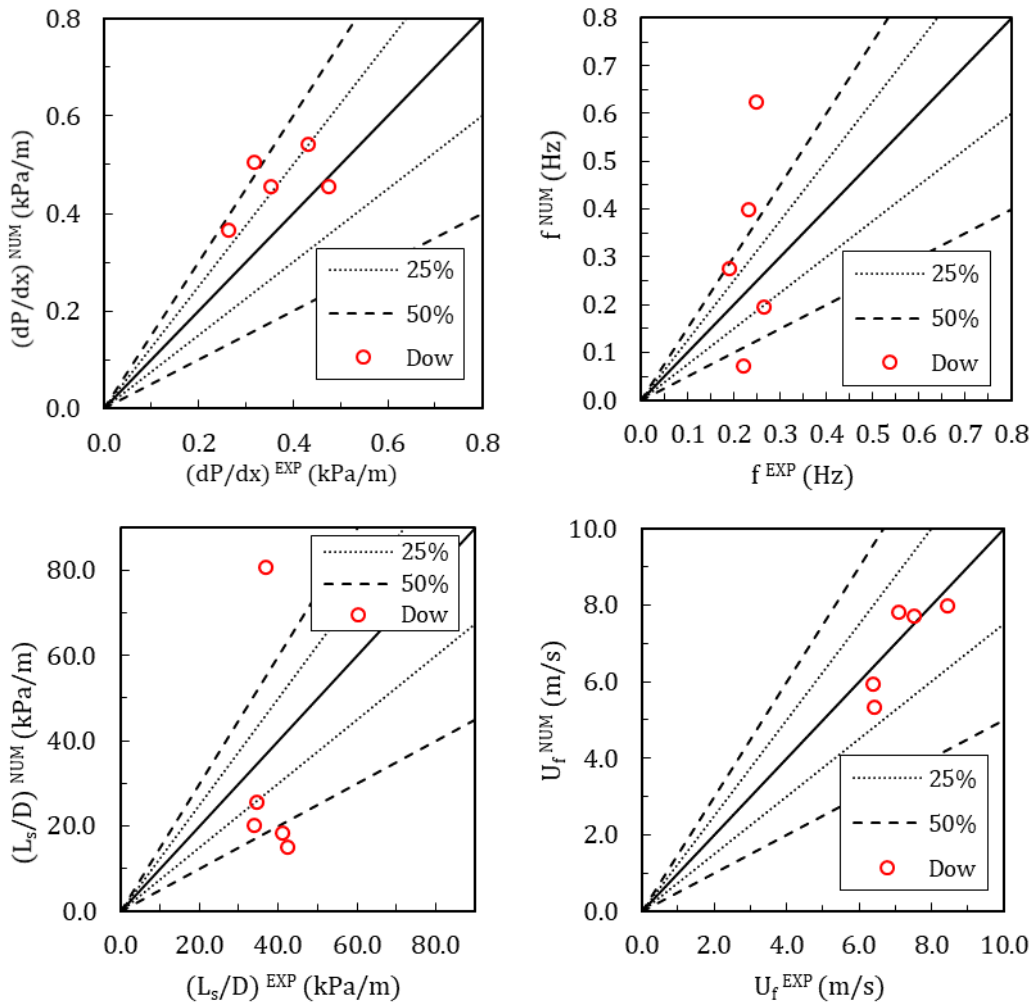 0.8
0.6
0.4
0.2
0.0
0.0 0.2 0.4 0.6 0.8
(dP/dx) NUM (kPa/m)
(dP/dx) EXP (kPa/m)
25%
50%
Dow
0.8
0.7
0.6
0.5
0.4
0.3
0.2
0.1
0.0
0.0 0.1 0.2 0.3 0.4 0.5 0.6 0.7 0.8
f NUM (Hz)
f EXP (Hz)
25%
50%
Dow
80.0
60.0
40.0
20.0
0.0
0.0 20.0 40.0 60.0 80.0
(Ls/D) NUM (kPa/m)
(Ls/D) EXP (kPa/m)
25%
50%
Dow
10.0
8.0
6.0
4.0
2.0
0.0
0.0 2.0 4.0 6.0 8.0 10.0
Uf NUM (m/s)
Uf EXP (m/s)
25%
50%
Dow